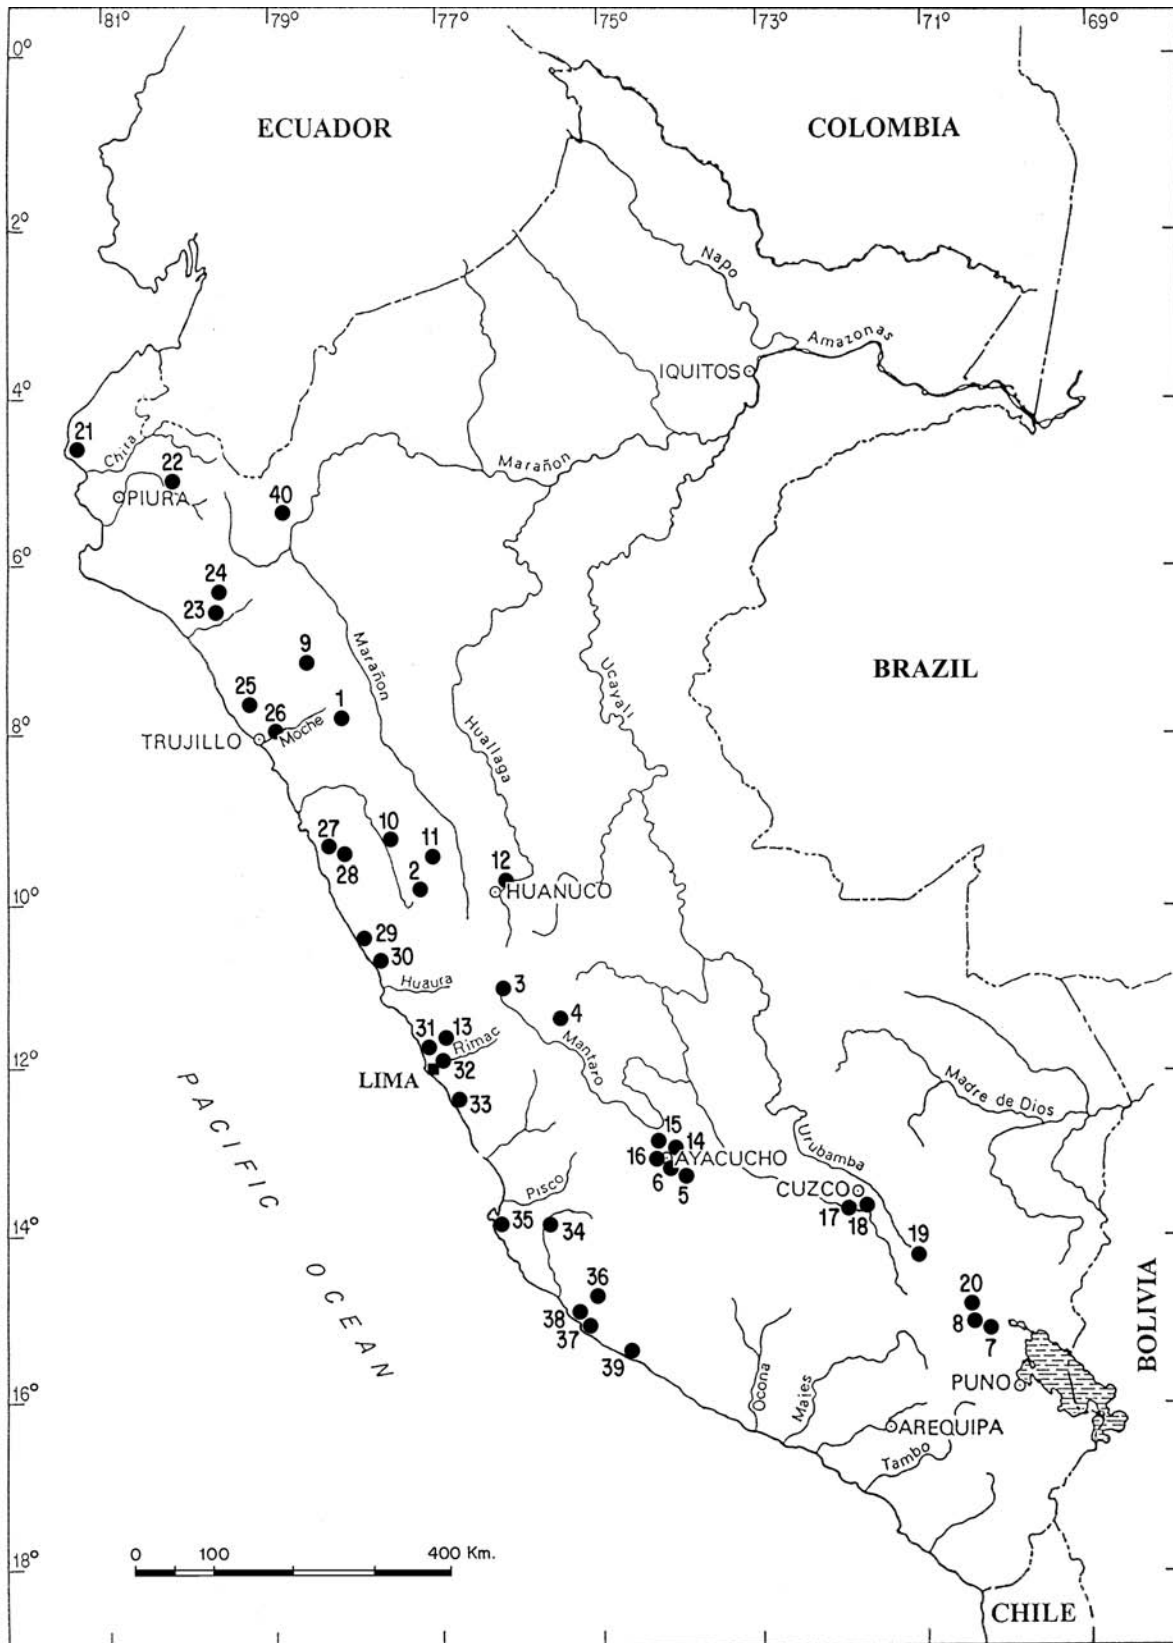 81° 79° 77° 75° 73° 71° 69°
0°
ECUADOR
COLOMBIA
2°
Napo
Amazonas
IQUITOS
4°
21
Chira
22
Marañon
PIURA
40
6°
24
23
9
Marañon
Ucayali
BRAZIL
25
26
1
Moche
Huallaga
8°
TRUJILLO
27
10
11
28
2
12
HUANUCO
10°
29
30
Huaura
3
4
31
13
Rimac
Mantaro
32
12°
LIMA
33
Madre de Dios
PACIFIC OCEAN
15
14
16
AYACUCHO
Urubamba
6
5
CUZCO
Pisco
17
18
35
34
14°
19
36
20
38
8
37
7
39
BOLIVIA
Ocona
Majes
PUNO
16°
AREQUIPA
Tambo
18°
0 100 400 Km.
CHILE